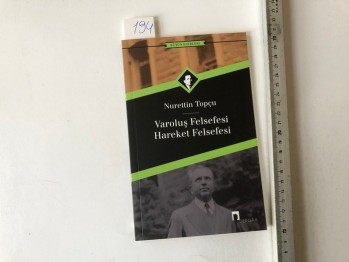 194
Nurettin Topçu
Varoluş Felsefesi
Hareket Felsefesi